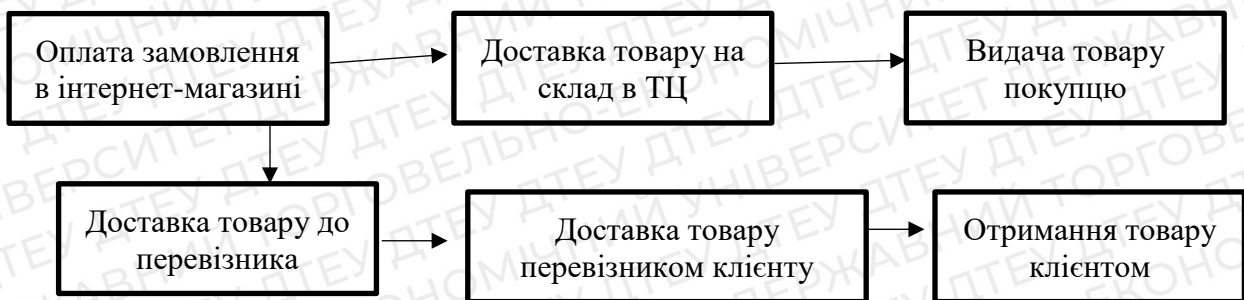 Оплата замовлення
в інтернет-магазині
Доставка товару на
склад в ТЦ
Видача товару
покупцю
Доставка товару до
перевізника
Доставка товару
перевізником клієнту
Отримання товару
клієнтом